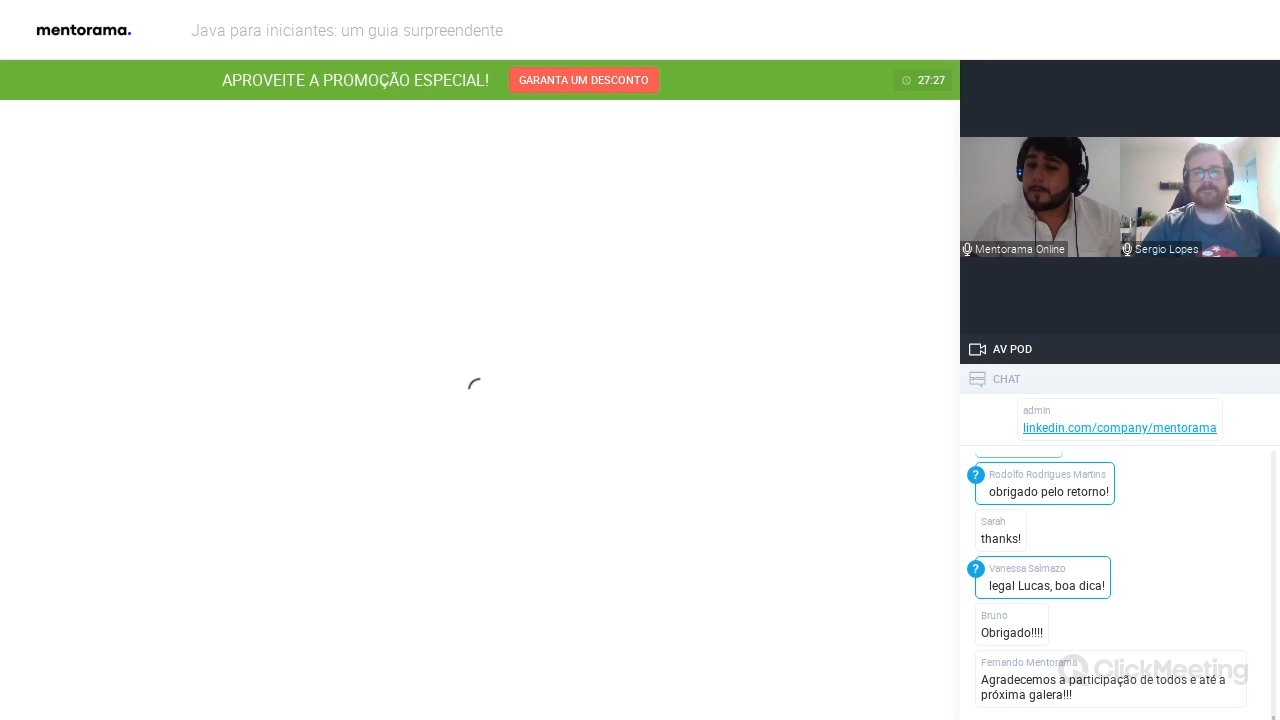 mentorama.
Java para iniciantes: um guia surpreendente
APROVEITE A PROMOÇÃO ESPECIAL!
GARANTA UM DESCONTO
27:27
Mentorama Online
Sergio Lopes
AV POD
CHAT
admin
linkedin.com/company/mentorama
?
Rodolfo Rodrigues Martins
obrigado pelo retorno!
Sarah
thanks!
?
Vanessa Salmazo
legal Lucas, boa dica!
Bruno
Obrigado!!!!
Fernando Mentorama
ClickMeeting
Agradecemos a participação de todos e até a
próxima galera!!!